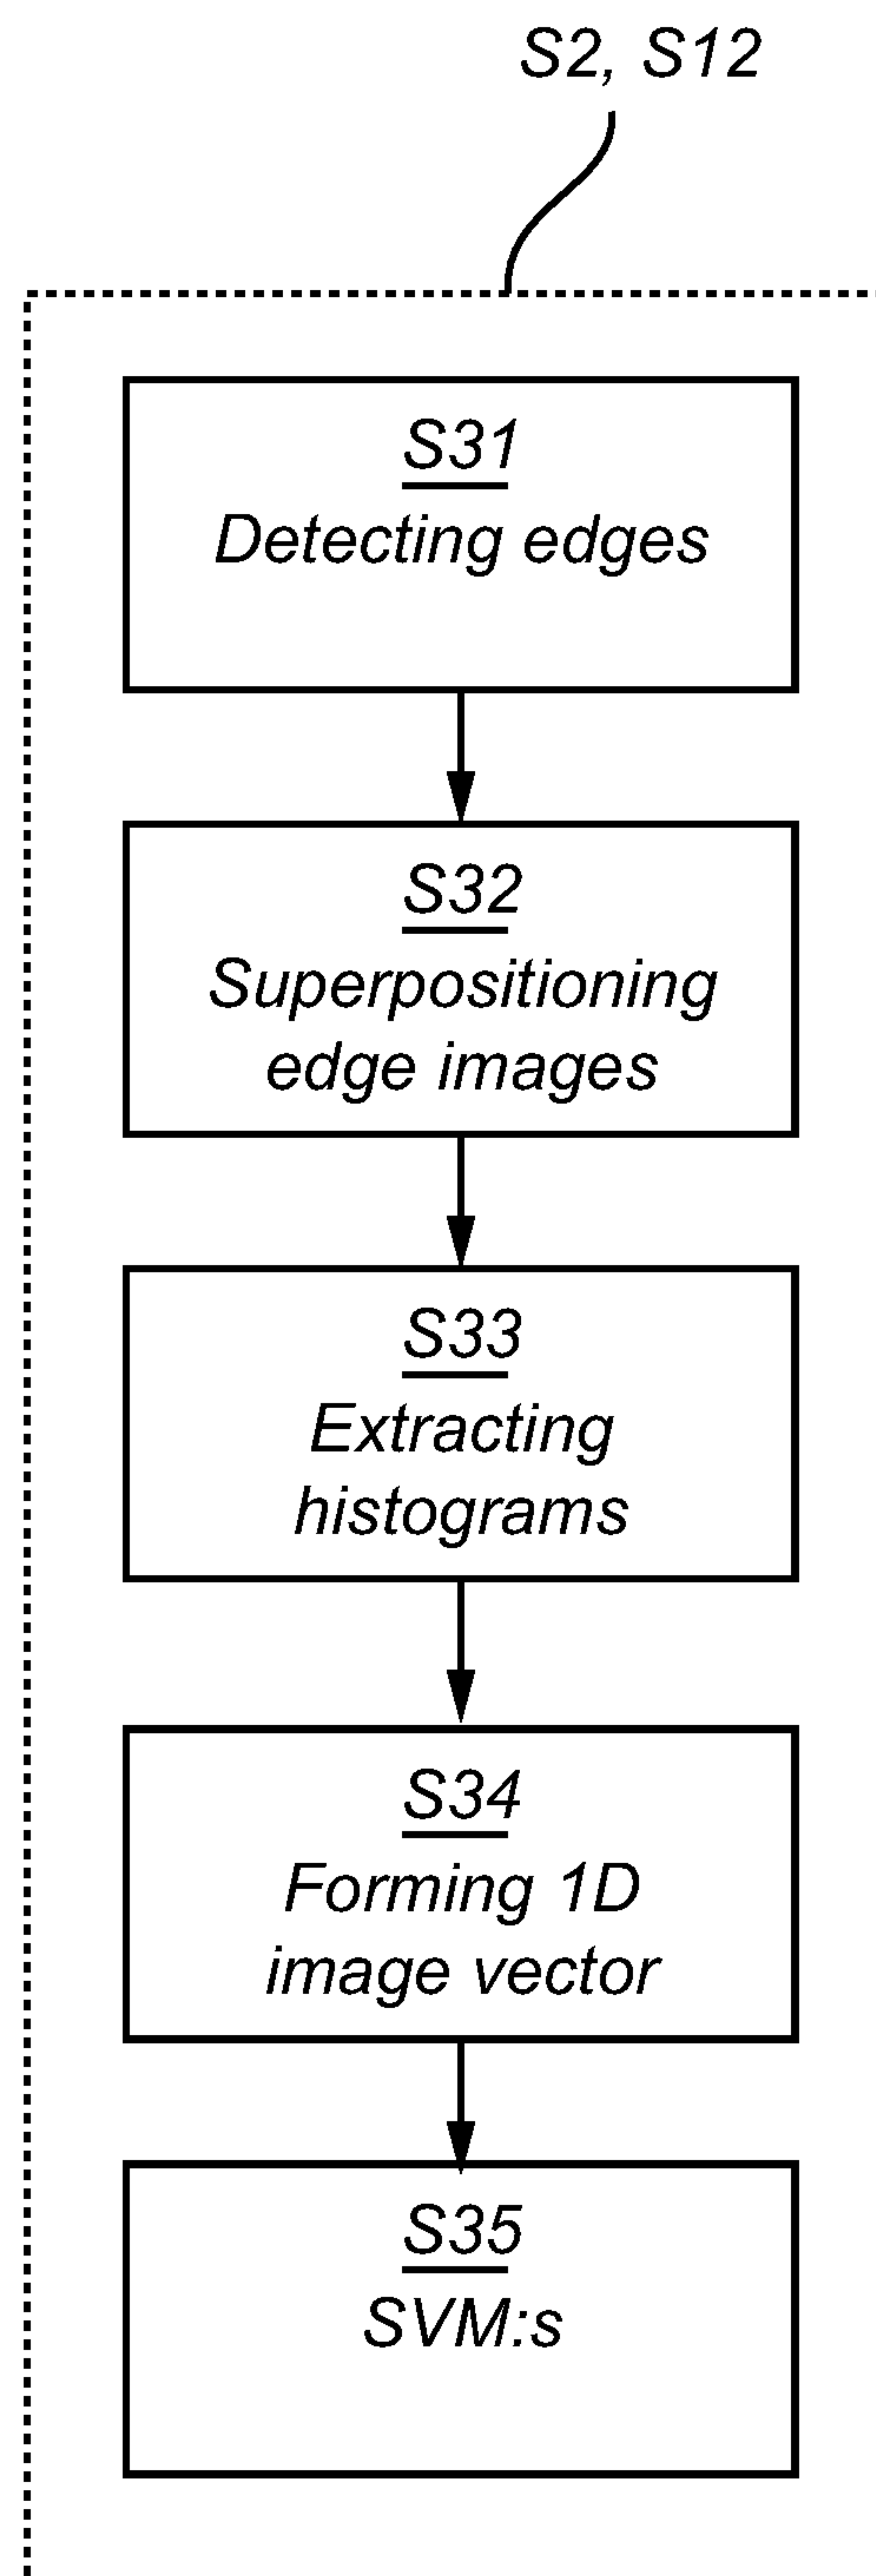 S2, S12
S31
Detecting edges
S32
Superpositioning
edge images
S33
Extracting
histograms
S34
Forming 1D
image vector
S35
SVM:s